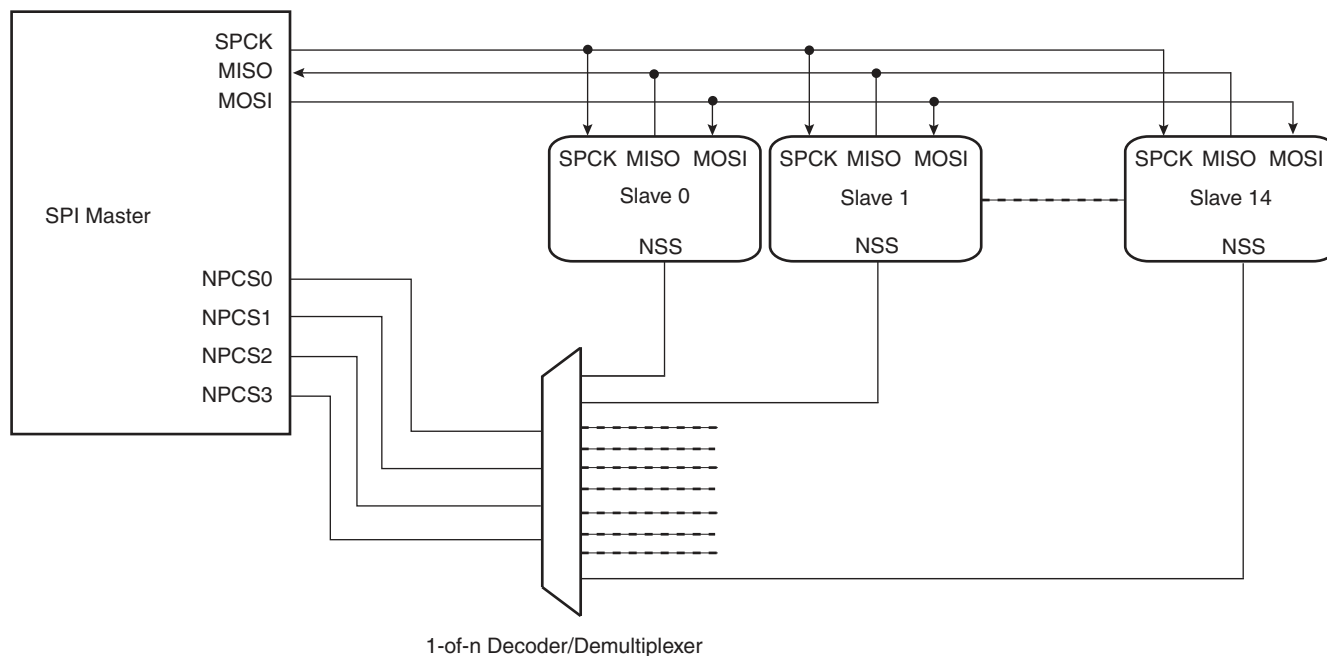 SPCK
MISO
MOSI
SPI Master
NPCS0
NPCS1
NPCS2
NPCS3
SPCK MISO MOSI
Slave 0
NSS
SPCK MISO MOSI
Slave 1
NSS
SPCK MISO MOSI
Slave 14
NSS
1-of-n Decoder/Demultiplexer